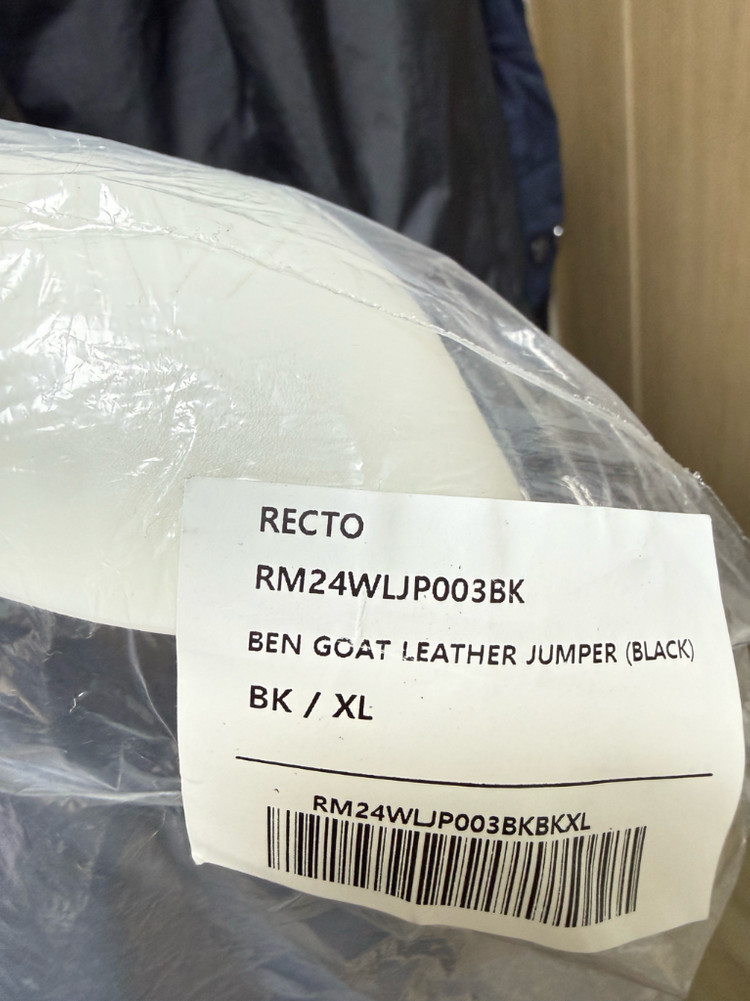 RECTO
RM24WLJP003BK
BEN GOAT LEATHER JUMPER (BLACK)
BK / XL
RM24WLJP003BKBKXL